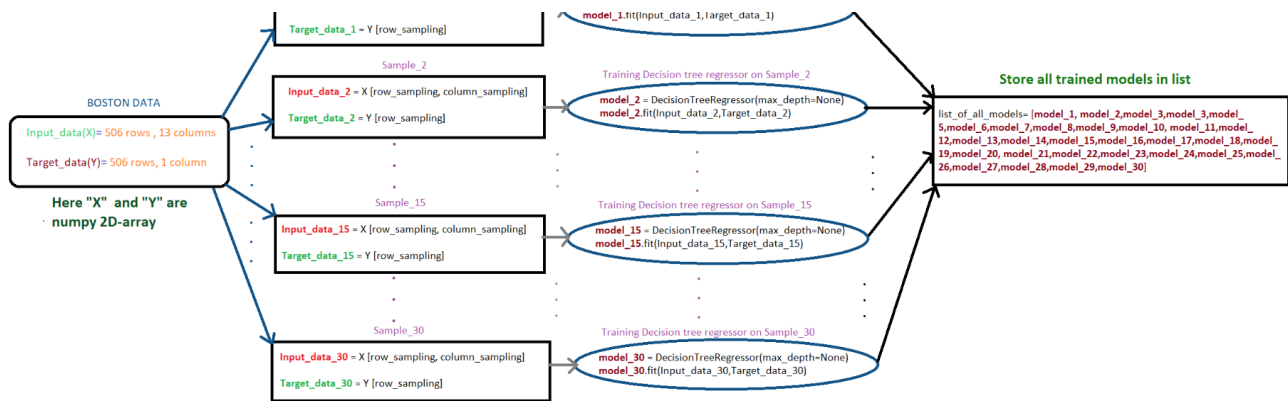 model_1.fit(Input_data_1,Target_data_1)
Target_data_1 = Y [row_sampling]
Sample_2
Training Decision tree regressor on Sample_2
Store all trained models in list
BOSTON DATA
Input_data_2 = X [row_sampling, column_sampling]
Target_data_2 = Y [row_sampling]
model_2 = DecisionTreeRegressor(max_depth=None)
model_2.fit(Input_data_2,Target_data_2)
list_of_all_models= [model_1, model_2,model_3,model_3,model_
5,model_6,model_7,model_8,model_9,model_10, model_11,model_
12,model_13,model_14,model_15,model_16,model_17,model_18,model_
19,model_20, model_21,model_22,model_23,model_24,model_25,model_
26,model_27,model_28,model_29,model_30]
Input_data(X)= 506 rows , 13 columns
Target_data(Y)= 506 rows, 1 column
Here "X" and "Y" are
numpy 2D-array
Sample_15
Training Decision tree regressor on Sample_15
Input_data_15 = X [row_sampling, column_sampling]
Target_data_15 = Y [row_sampling]
model_15 = DecisionTreeRegressor(max_depth=None)
model_15.fit(Input_data_15,Target_data_15)
Sample_30
Training Decision tree regressor on Sample_30
Input_data_30 = X [row_sampling, column_sampling]
Target_data_30 = Y [row_sampling]
model_30 = DecisionTreeRegressor(max_depth=None)
model_30.fit(Input_data_30,Target_data_30)